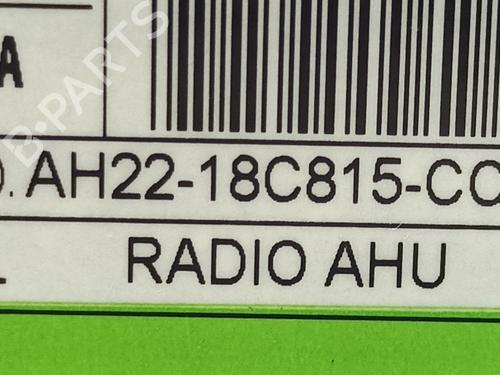 A
AH22-18C815-CC
RADIO AHU
B-PARTS